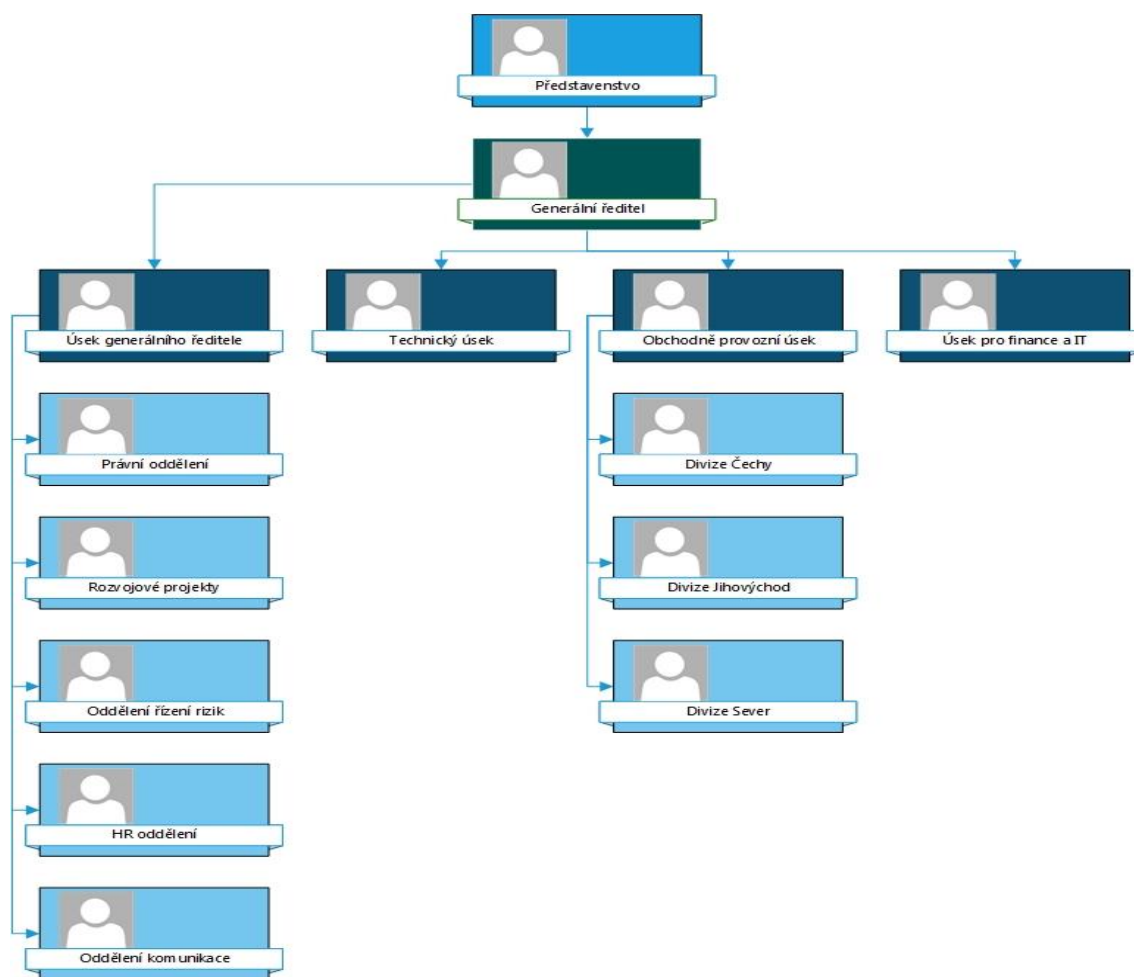 Představenstvo
Generální ředitel
Úsek generálního ředitele
Technický úsek
Obchodně provozní úsek
Úsek pro finance a IT
Právní oddělení
Divize Čechy
Rozvojové projekty
Divize Jihovýchod
Oddělení řízení rizik
Divize Sever
HR oddělení
Oddělení komunikace